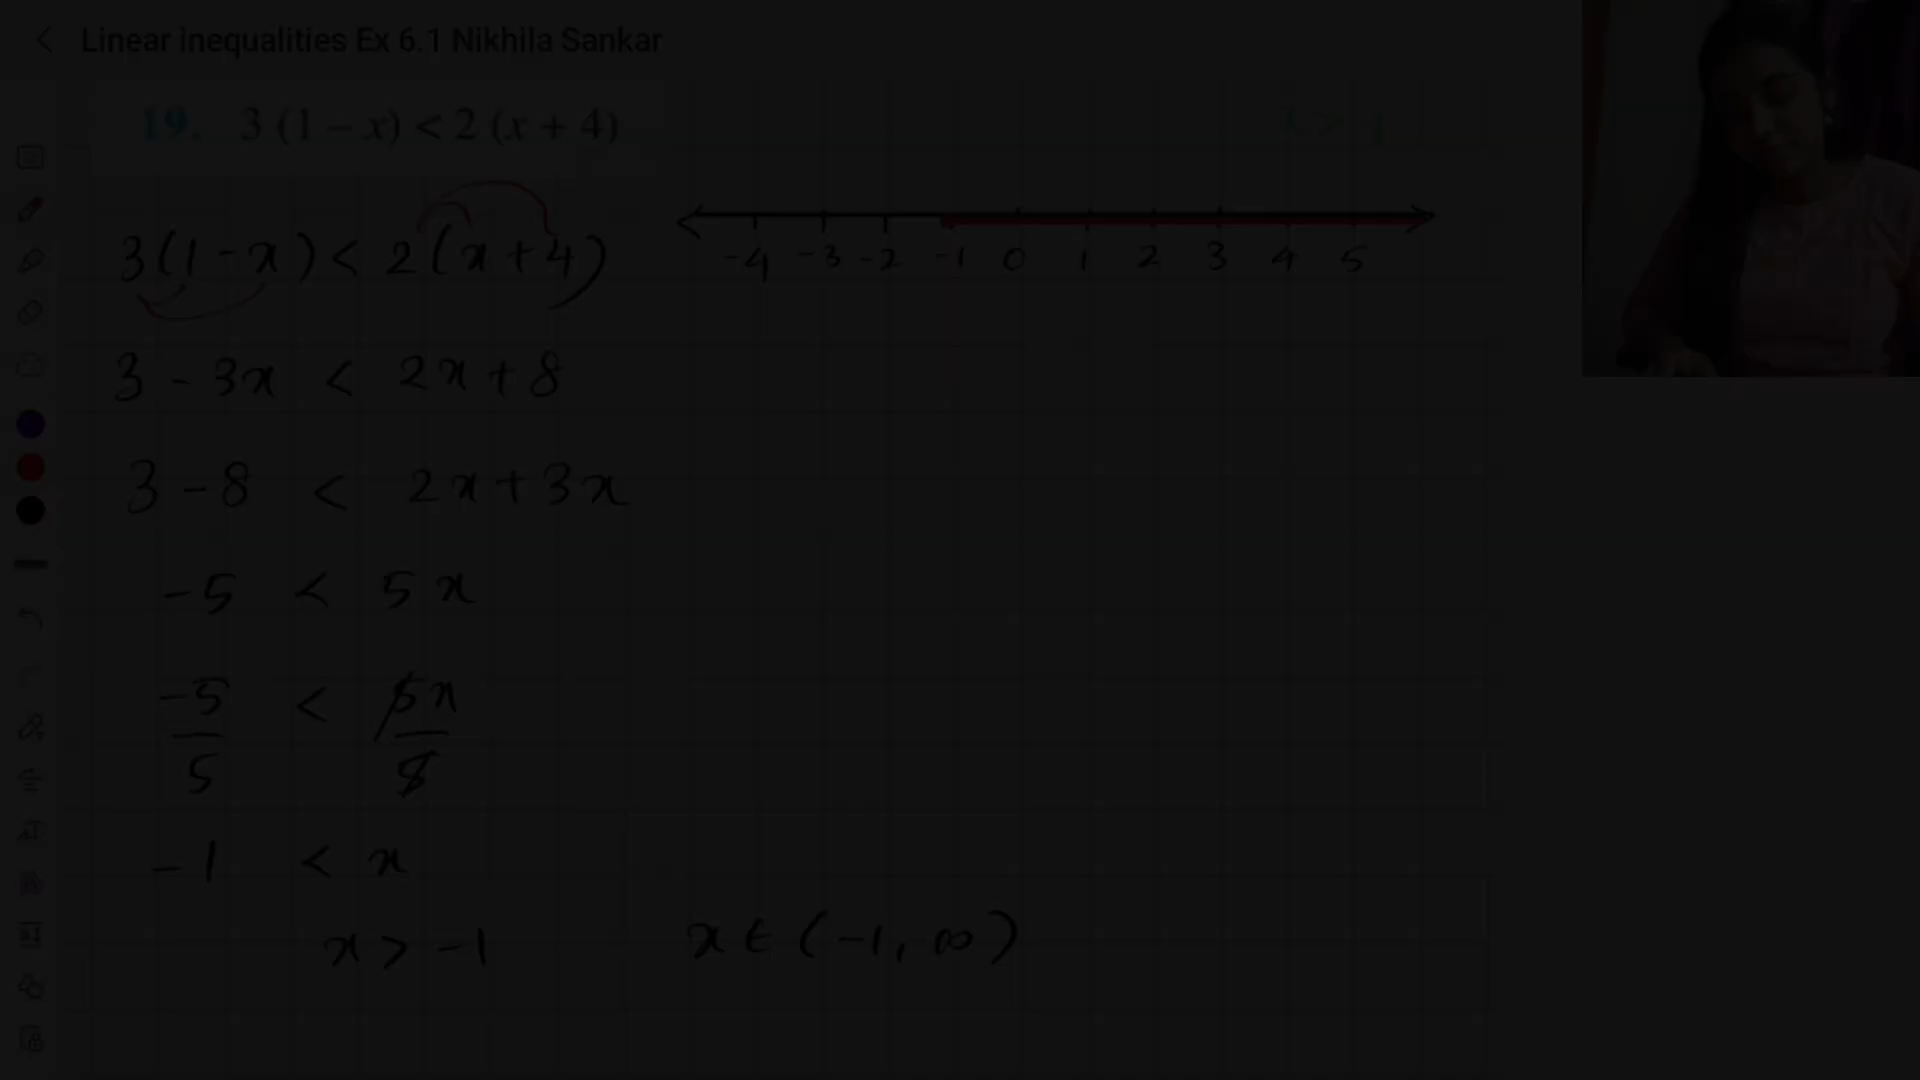 Linear inequalities Ex 6.1 Nikhila Sankar
19. 3 (1 – x) < 2 (x + 4)
3(1-x) < 2(x+4)
-4 -3 -2 -1 0 1 2 3 4 5
3 - 3x < 2x + 8
3 - 8 < 2x + 3x
-5 < 5x
-5/5 < 5x/5
-1 < x
x > -1
x ∈ (-1, ∞)